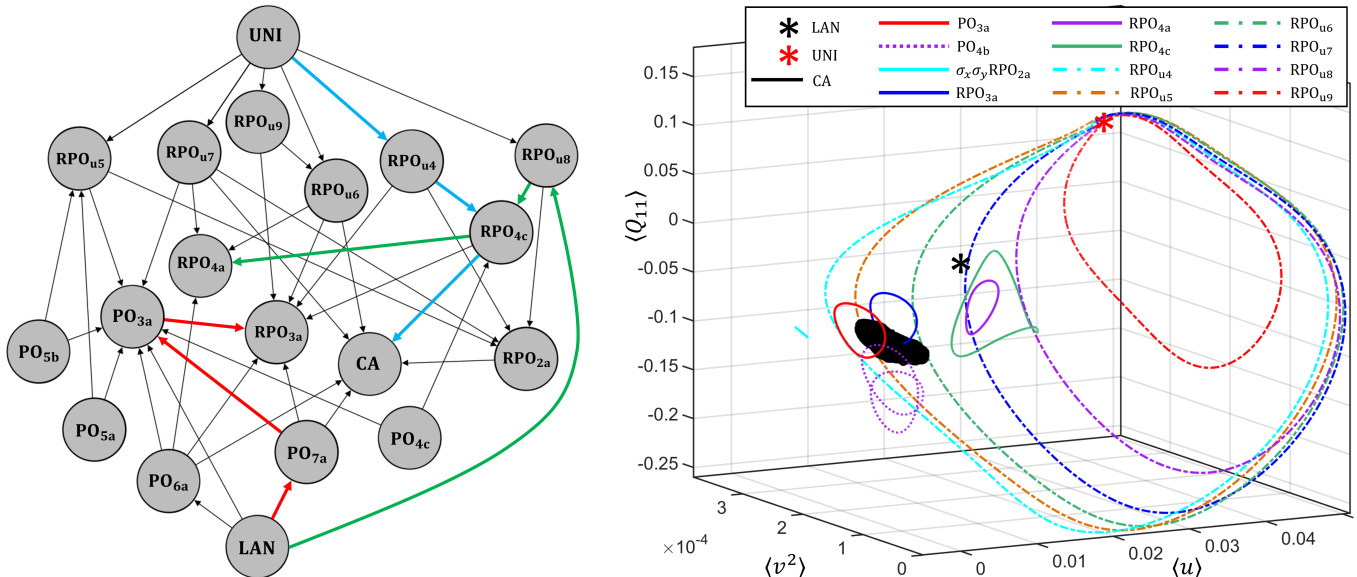 UNI
RPO_u9
RPO_u5
RPO_u7
RPO_u4
RPO_u8
RPO_u6
RPO_4c
RPO_4a
PO_3a
RPO_3a
PO_5b
CA
RPO_2a
PO_5a
PO_4c
PO_7a
PO_6a
LAN
LAN
UNI
CA
PO_3a
PO_4b
σ_xσ_yRPO_2a
RPO_3a
RPO_4a
RPO_4c
RPO_u4
RPO_u5
RPO_u6
RPO_u7
RPO_u8
RPO_u9
0.15
0.1
0.05
0
-0.05
-0.1
-0.15
-0.2
-0.25
⟨Q_11⟩
3
2
1
0
×10^-4
⟨v^2⟩
0
0.01
0.02
0.03
0.04
⟨u⟩